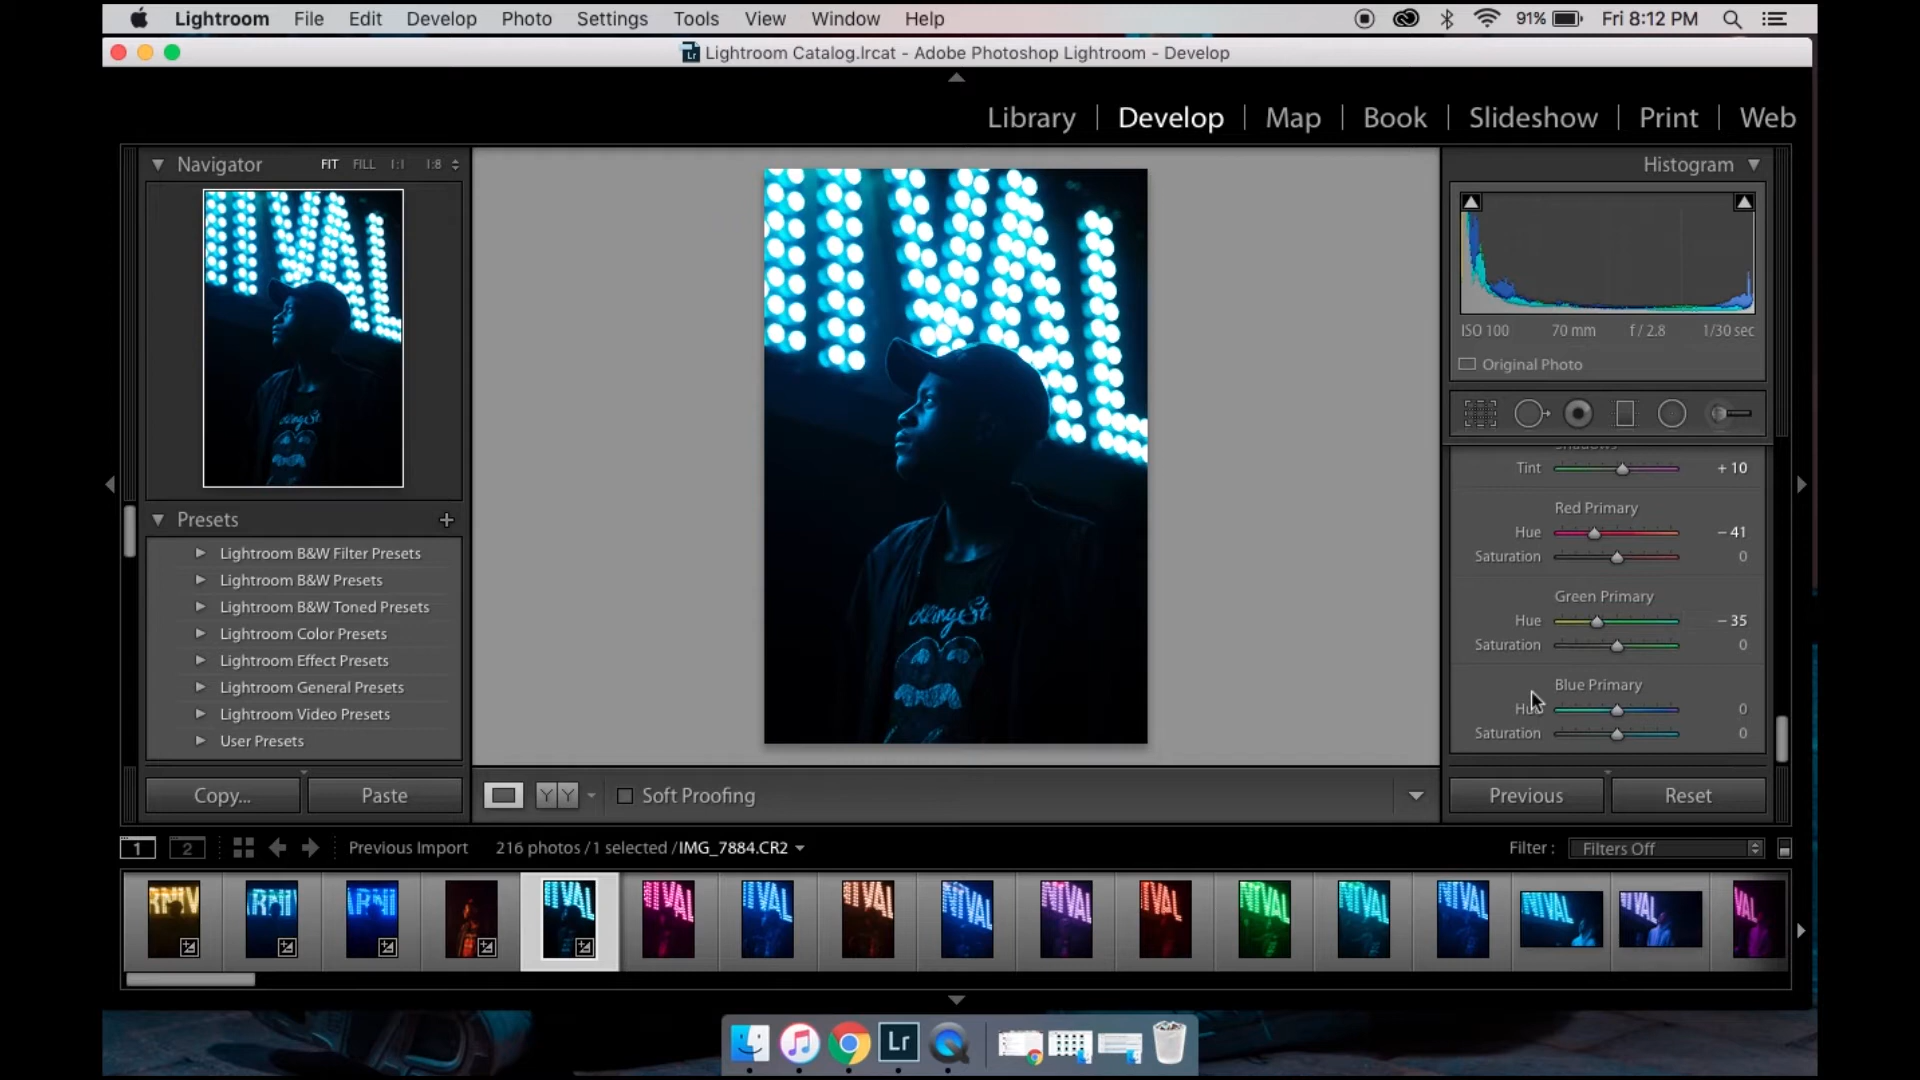 Lightroom File Edit Develop Photo Settings Tools View Window Help 91% Fri 8:12 PM
Lightroom Catalog.lrcat - Adobe Photoshop Lightroom - Develop
Library | Develop | Map | Book | Slideshow | Print | Web
Navigator FIT FILL 1:1 1:8
Histogram
ISO 100 70 mm f / 2.8 1/30 sec
Original Photo
Shadows
Tint + 10
Red Primary
Hue - 41
Saturation 0
Green Primary
Hue - 35
Saturation 0
Blue Primary
Hue 0
Saturation 0
Presets +
Lightroom B&W Filter Presets
Lightroom B&W Presets
Lightroom B&W Toned Presets
Lightroom Color Presets
Lightroom Effect Presets
Lightroom General Presets
Lightroom Video Presets
User Presets
Copy... Paste
Y Y Soft Proofing
Previous Reset
1 2 Previous Import 216 photos / 1 selected / IMG_7884.CR2 Filter : Filters Off
Lr